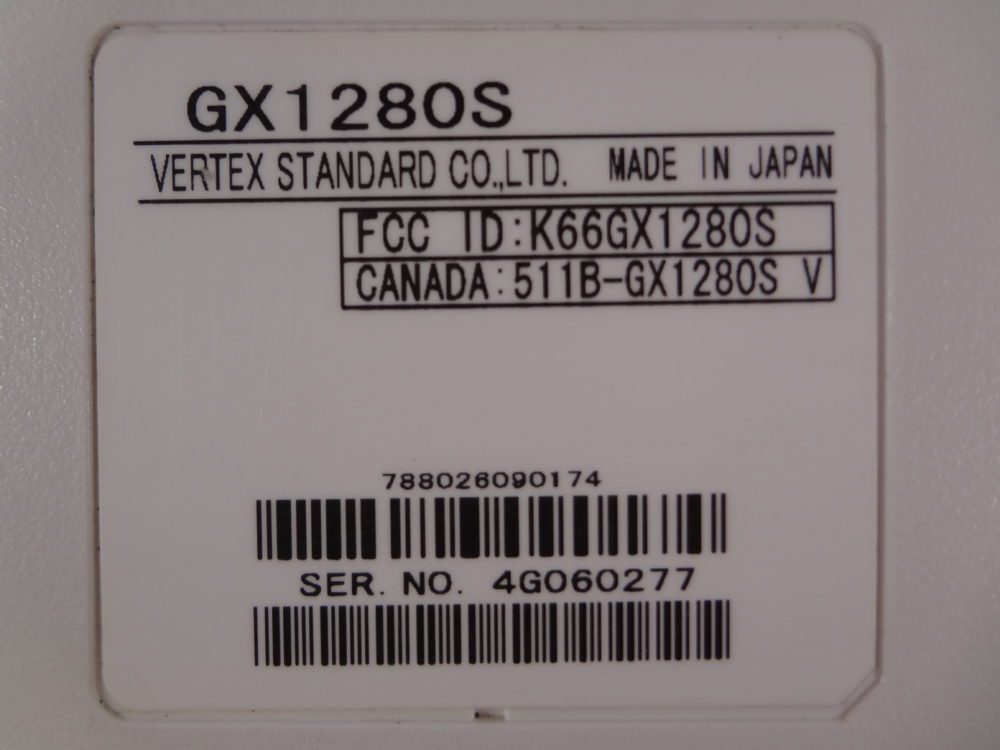 GX1280S
VERTEX STANDARD CO.,LTD. MADE IN JAPAN
FCC ID:K66GX1280S
CANADA:511B-GX1280S V
788026090174
SER. NO. 4G060277